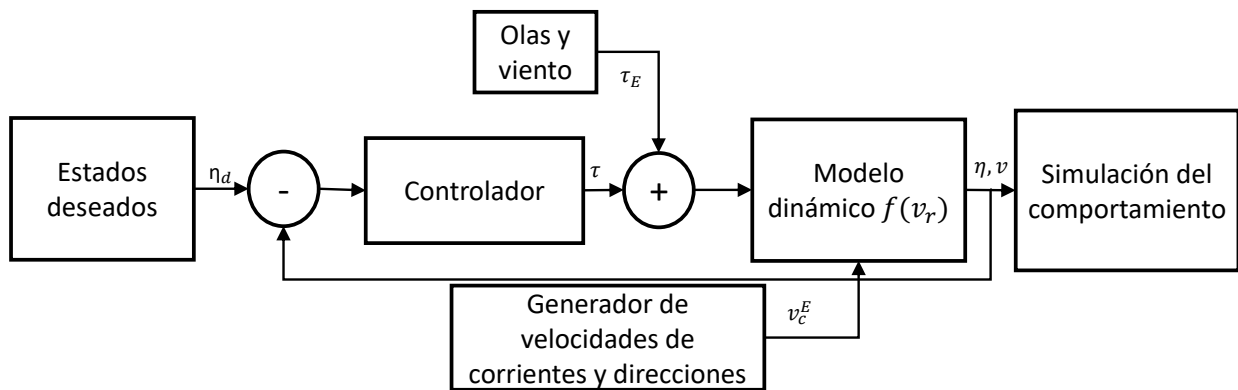 Olas y
viento
τ_E
Estados
deseados
η_d
-
Controlador
τ
+
Modelo
dinámico f(v_r)
η, v
Simulación del
comportamiento
Generador de
velocidades de
corrientes y direcciones
v_c^E